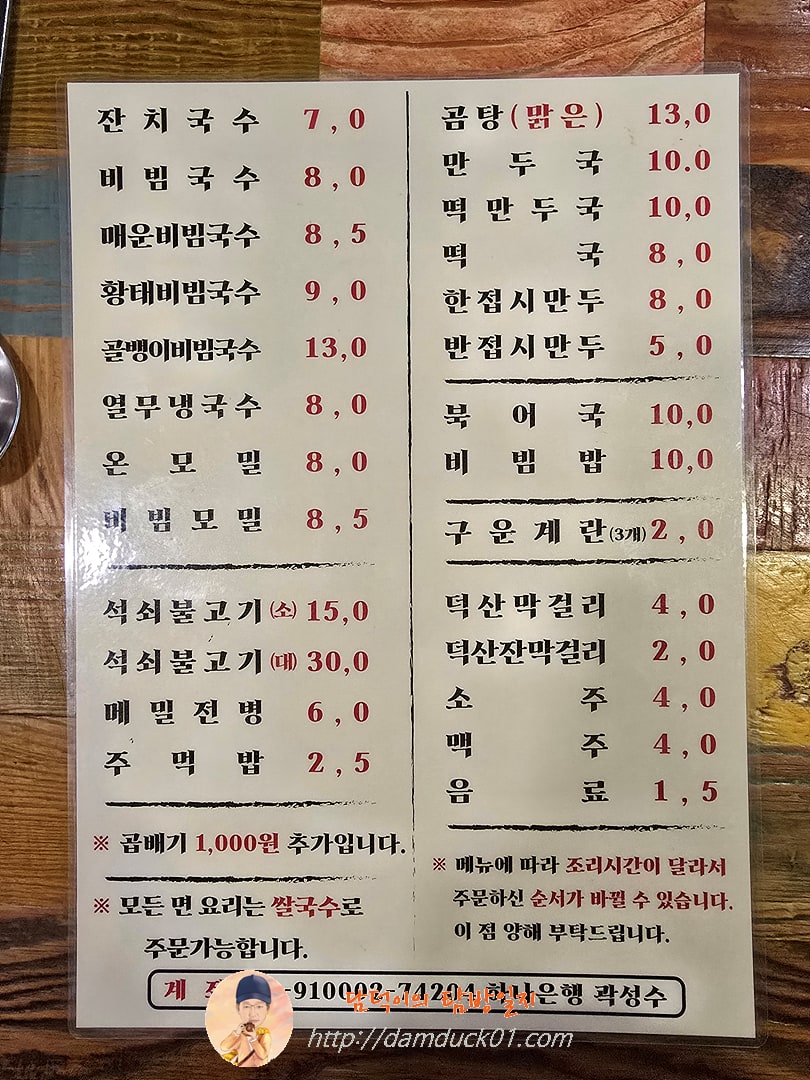 잔치국수 7,0
비빔국수 8,0
매운비빔국수 8,5
황태비빔국수 9,0
골뱅이비빔국수 13,0
열무냉국수 8,0
온모밀 8,0
비빔모밀 8,5
석쇠불고기(소) 15,0
석쇠불고기(대) 30,0
메밀전병 6,0
주먹밥 2,5
※ 곱배기 1,000원 추가입니다.
※ 모든 면 요리는 쌀국수로
주문가능합니다.
곰탕(맑은) 13,0
만두국 10.0
떡만두국 10,0
떡국 8,0
한접시만두 8,0
반접시만두 5,0
북어국 10,0
비빔밥 10,0
구운계란(3개) 2,0
덕산막걸리 4,0
덕산잔막걸리 2,0
소주 4,0
맥주 4,0
음료 1,5
※ 메뉴에 따라 조리시간이 달라서
주문하신 순서가 바뀔 수 있습니다.
이 점 양해 부탁드립니다.
계 -910002-74204 하나은행 곽성수
http://damduck01.com